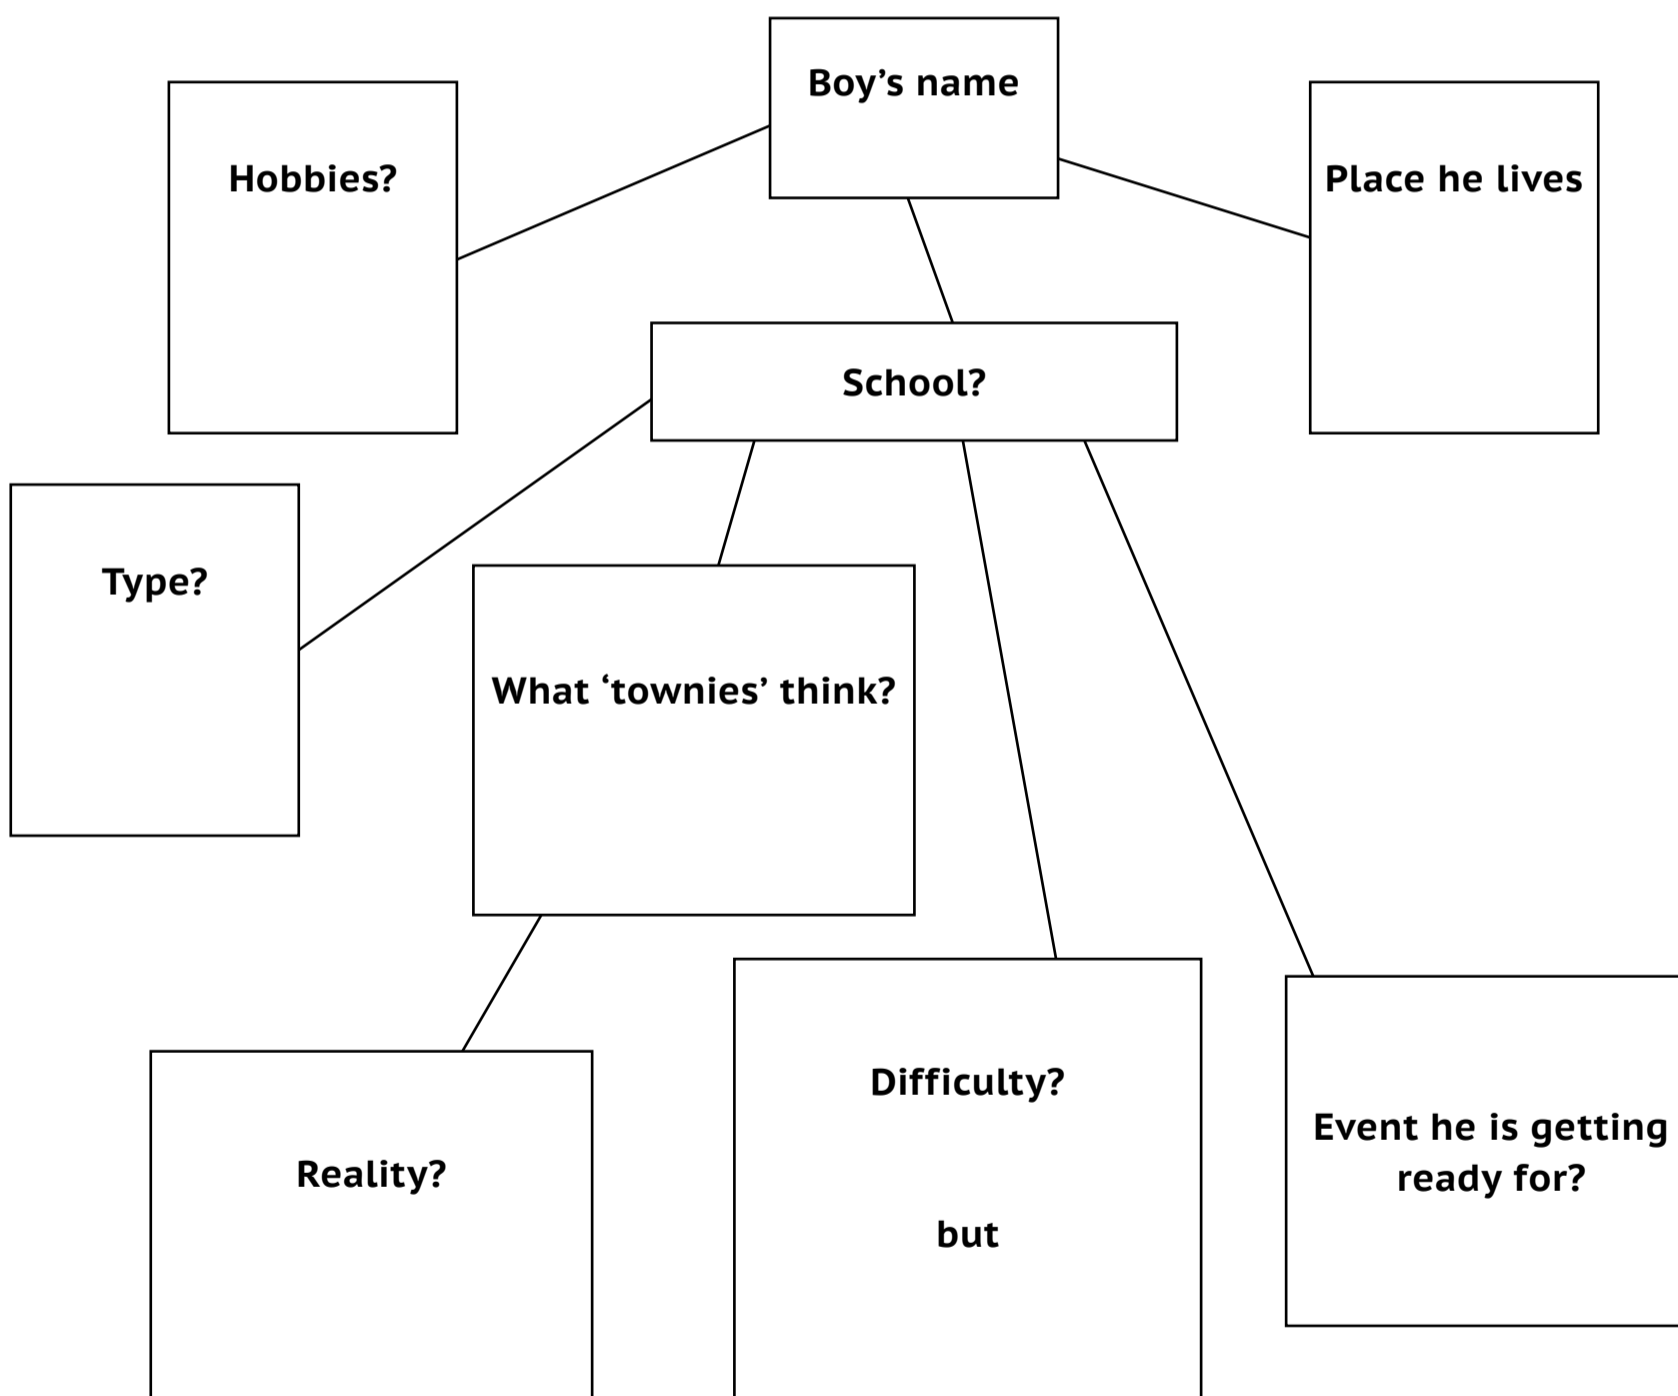 Boy’s name
Hobbies?
Place he lives
School?
Type?
What ‘townies’ think?
Reality?
Difficulty?
but
Event he is getting
ready for?